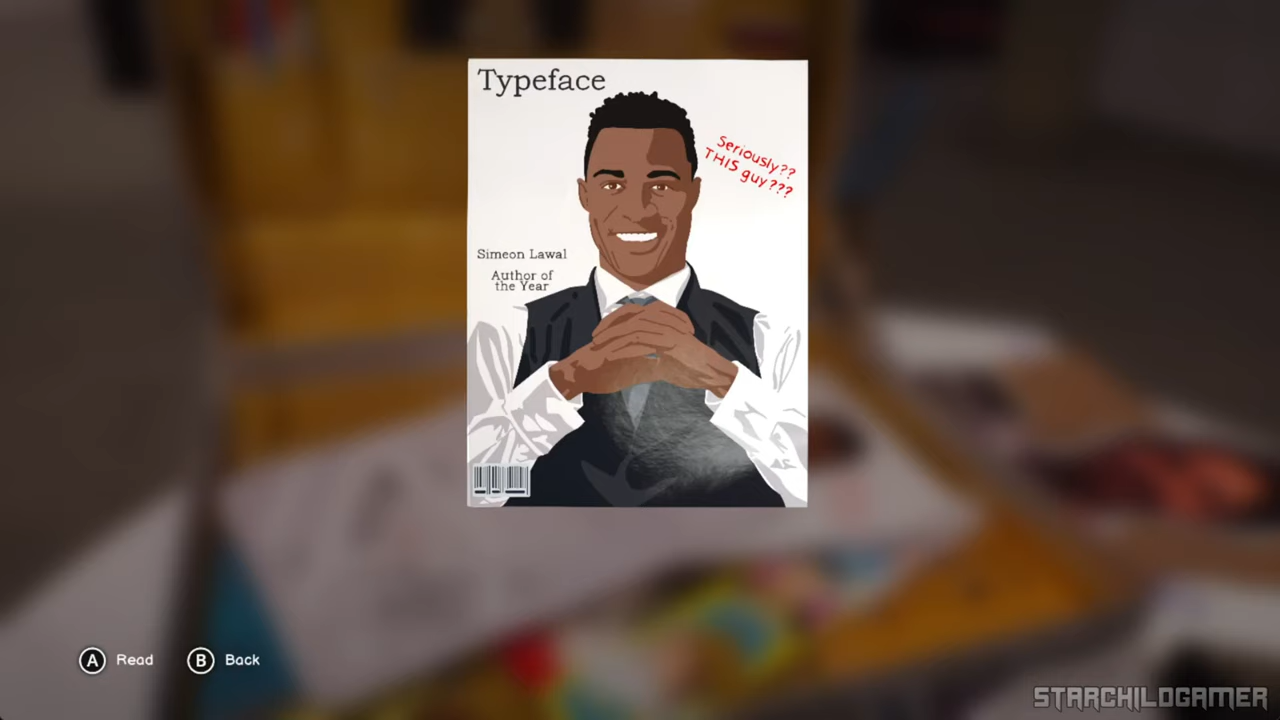 Typeface
Seriously??
THIS guy???
Simeon Lawal
Author of
the Year
A Read
B Back
STARCHILDGAMER